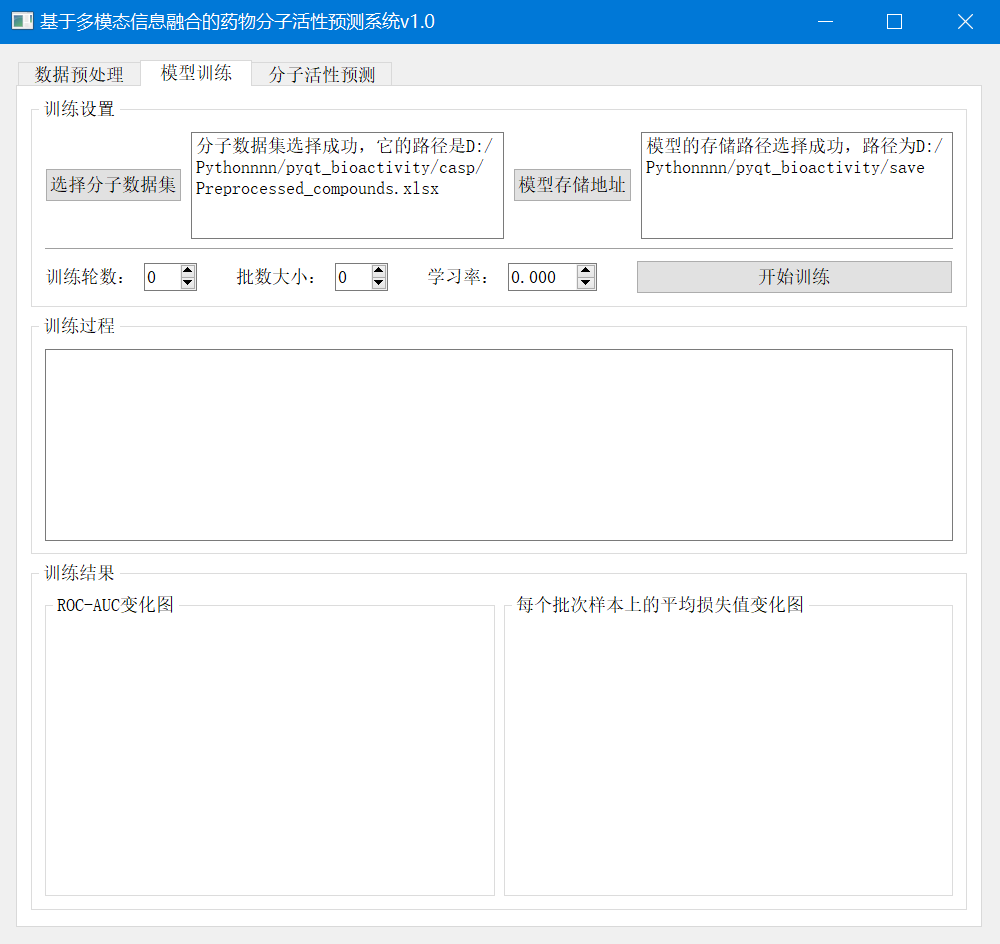 基于多模态信息融合的药物分子活性预测系统v1.0
数据预处理 模型训练 分子活性预测
训练设置
选择分子数据集
分子数据集选择成功，它的路径是D:/
Pythonnnn/pyqt_bioactivity/casp/
Preprocessed_compounds.xlsx
模型存储地址
模型的存储路径选择成功，路径为D:/
Pythonnnn/pyqt_bioactivity/save
训练轮数： 0 批数大小： 0 学习率： 0.000 开始训练
训练过程
训练结果
ROC-AUC变化图
每个批次样本上的平均损失值变化图